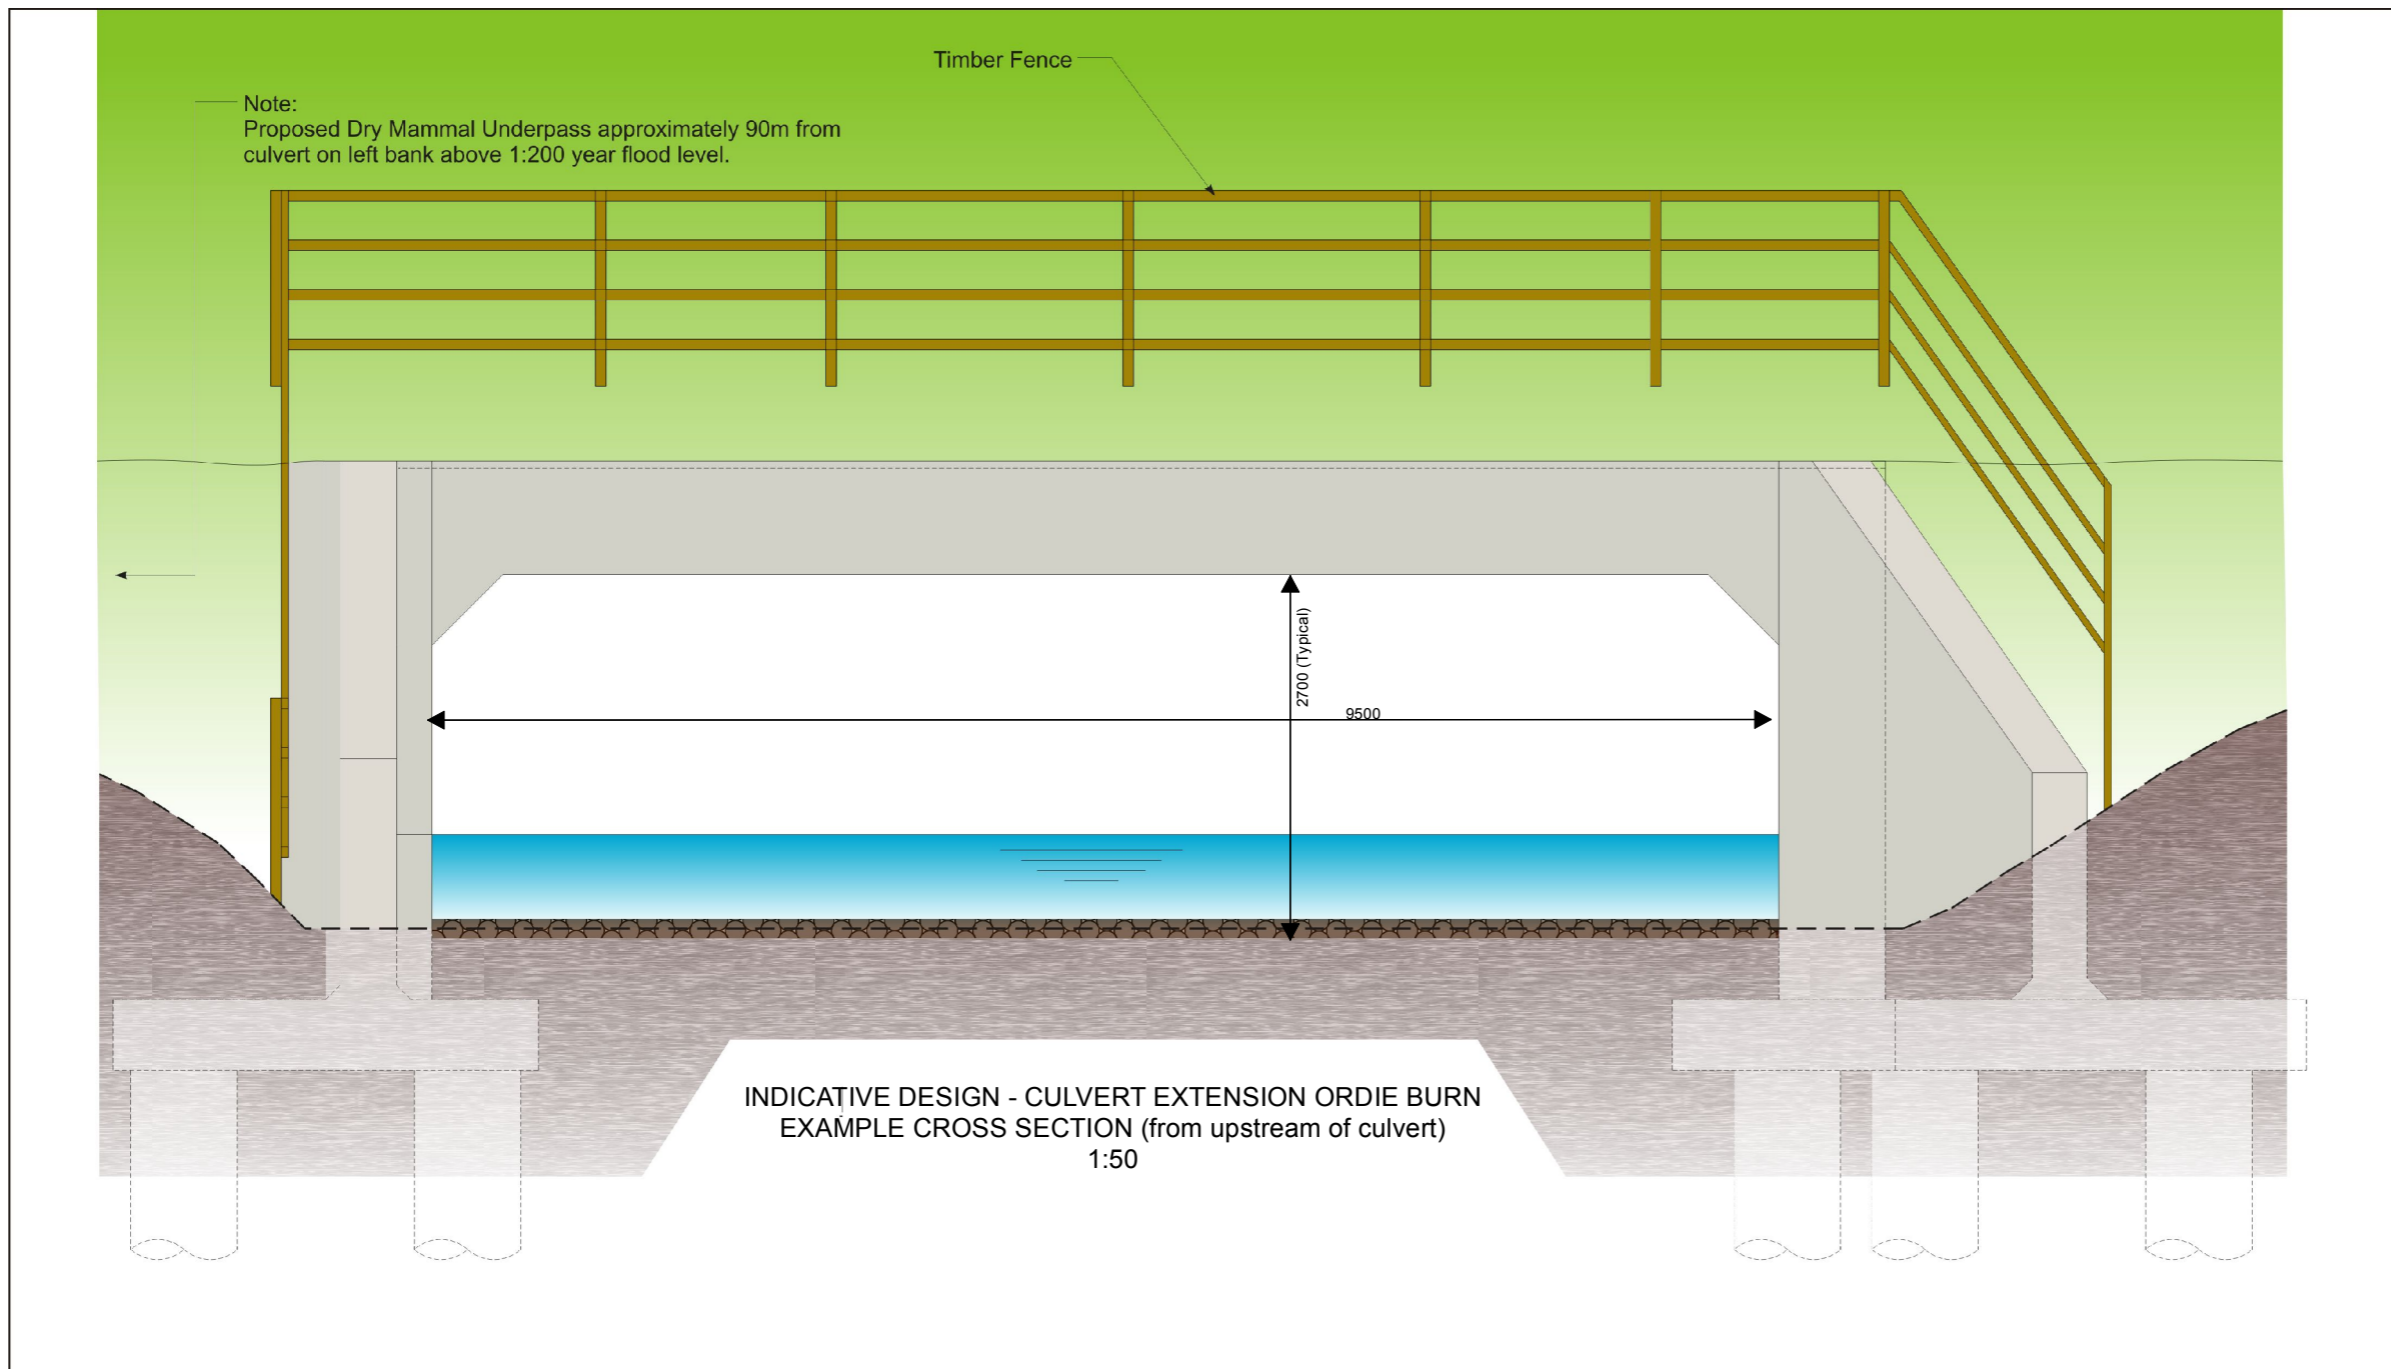 Timber Fence
Note:
Proposed Dry Mammal Underpass approximately 90m from
culvert on left bank above 1:200 year flood level.
2700 (Typical)
9500
INDICATIVE DESIGN - CULVERT EXTENSION ORDIE BURN
EXAMPLE CROSS SECTION (from upstream of culvert)
1:50